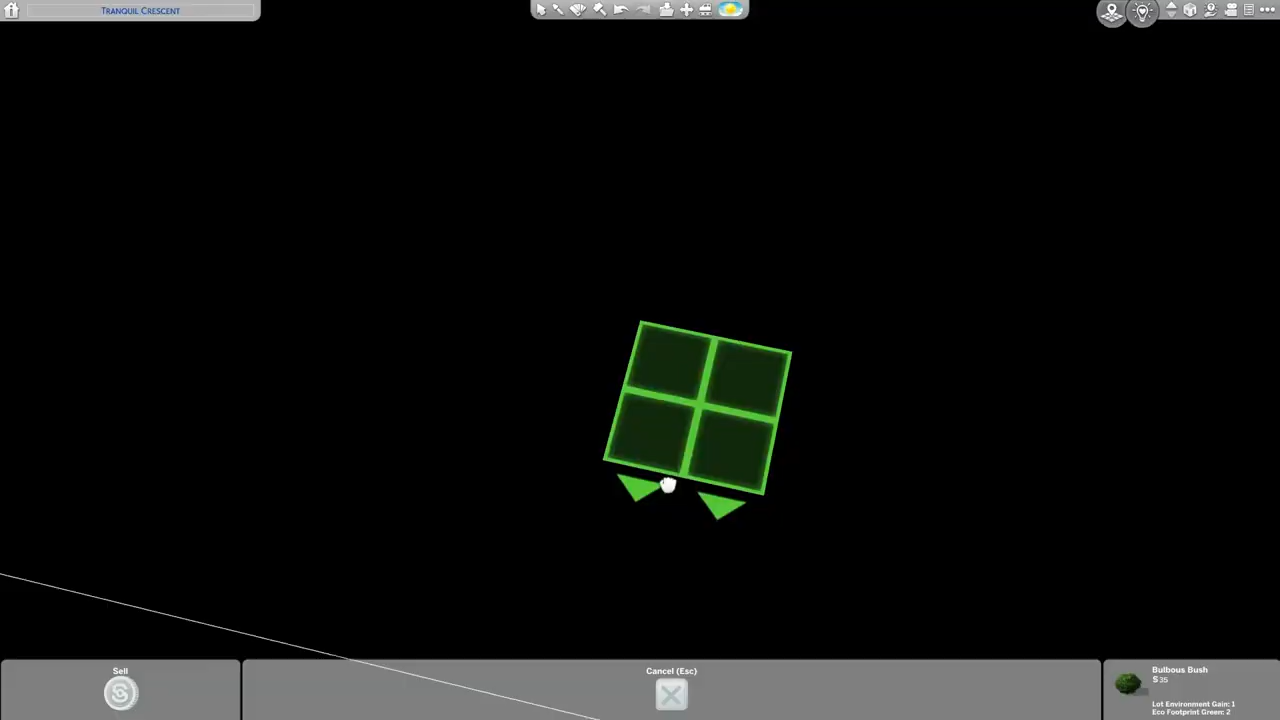 TRANQUIL CRESCENT
Sell
Cancel (Esc)
Bulbous Bush
§35
Lot Environment Gain: 1
Eco Footprint Green: 2